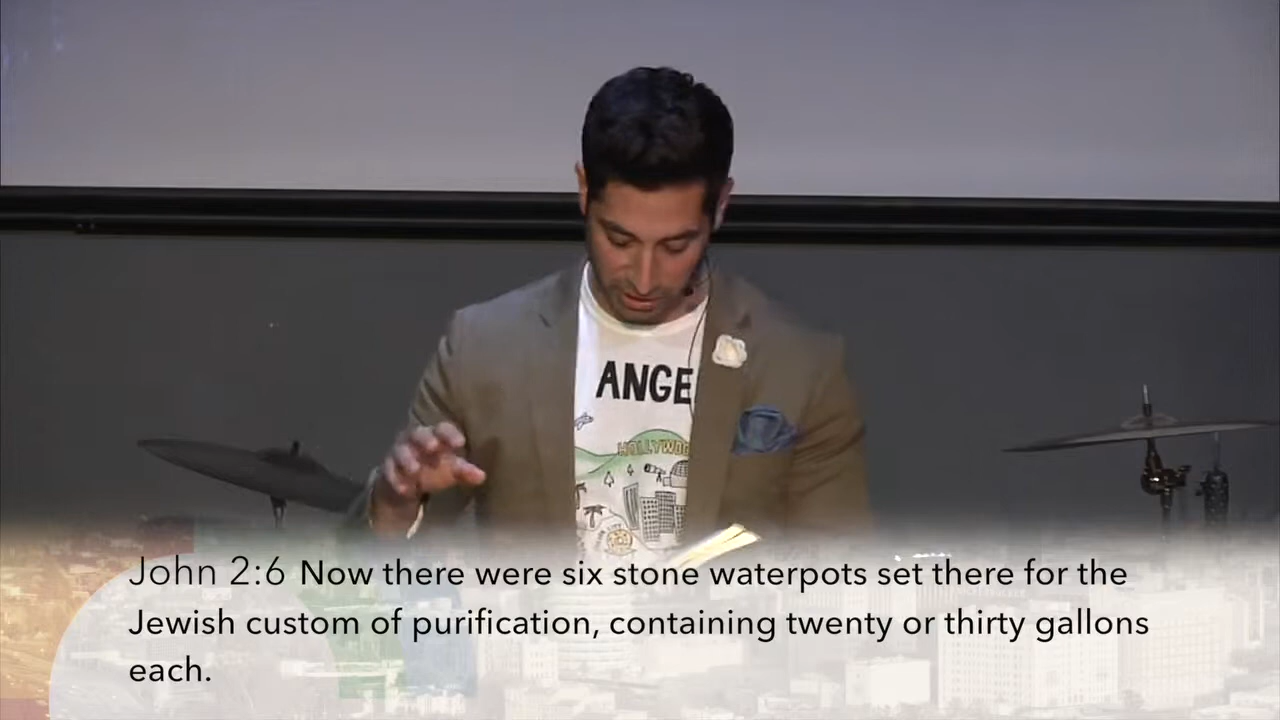 ANGE
HOLLYWOO
John 2:6 Now there were six stone waterpots set there for the
Jewish custom of purification, containing twenty or thirty gallons
each.